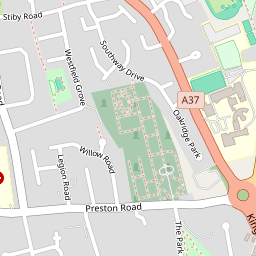 Stiby Road
Westfield Grove
Southway Drive
A37
Oakridge Park
Legion Road
Willow Road
Preston Road
The Park
King